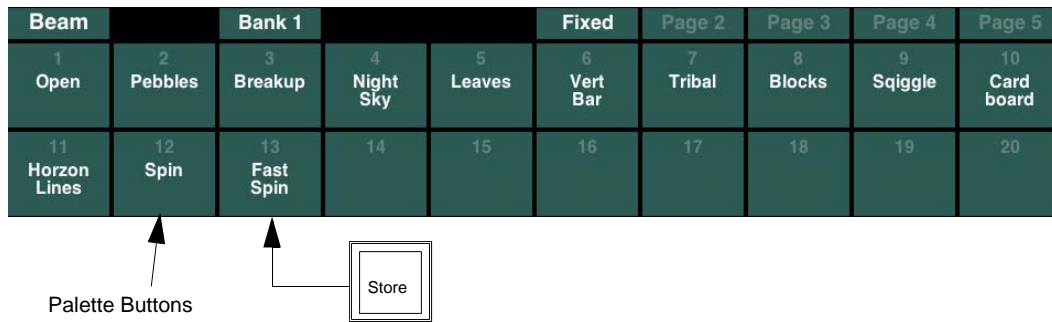 Beam Bank 1 Fixed Page 2 Page 3 Page 4 Page 5
1 2 3 4 5 6 7 8 9 10
Open Pebbles Breakup Night Sky Leaves Vert Bar Tribal Blocks Sqiggle Card board
11 12 13 14 15 16 17 18 19 20
Horzon Lines Spin Fast Spin
Store
Palette Buttons